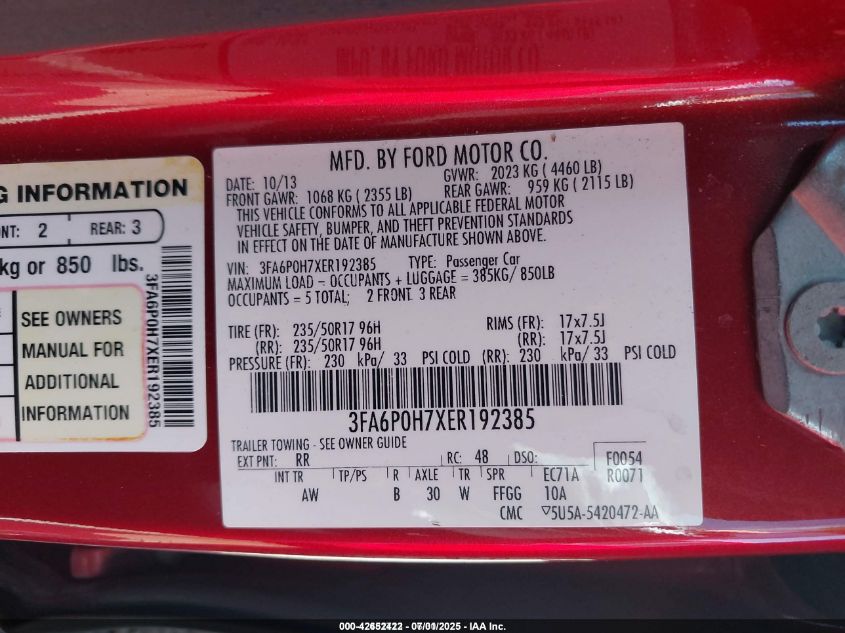 G INFORMATION
NT: 2 REAR: 3
kg or 850 lbs.
SEE OWNERS
MANUAL FOR
ADDITIONAL
INFORMATION
3FA6P0H7XER192385
MFD. BY FORD MOTOR CO.
DATE: 10/13 GVWR: 2023 KG ( 4460 LB)
FRONT GAWR: 1068 KG ( 2355 LB) REAR GAWR: 959 KG ( 2115 LB)
THIS VEHICLE CONFORMS TO ALL APPLICABLE FEDERAL MOTOR
VEHICLE SAFETY, BUMPER, AND THEFT PREVENTION STANDARDS
IN EFFECT ON THE DATE OF MANUFACTURE SHOWN ABOVE.
VIN: 3FA6P0H7XER192385 TYPE: Passenger Car
MAXIMUM LOAD - OCCUPANTS + LUGGAGE = 385KG/ 850LB
OCCUPANTS = 5 TOTAL; 2 FRONT 3 REAR
TIRE (FR): 235/50R17 96H RIMS (FR): 17x7.5J
(RR): 235/50R17 96H (RR): 17x7.5J
PRESSURE (FR): 230 kPa/ 33 PSI COLD (RR): 230 kPa/ 33 PSI COLD
3FA6P0H7XER192385
TRAILER TOWING - SEE OWNER GUIDE
EXT PNT: RR RC: 48 DSO: F0054
INT TR TP/PS R AXLE TR SPR EC71A R0071
AW B 30 W FFGG 10A
CMC ▽5U5A-5420472-AA
IAA Inc.